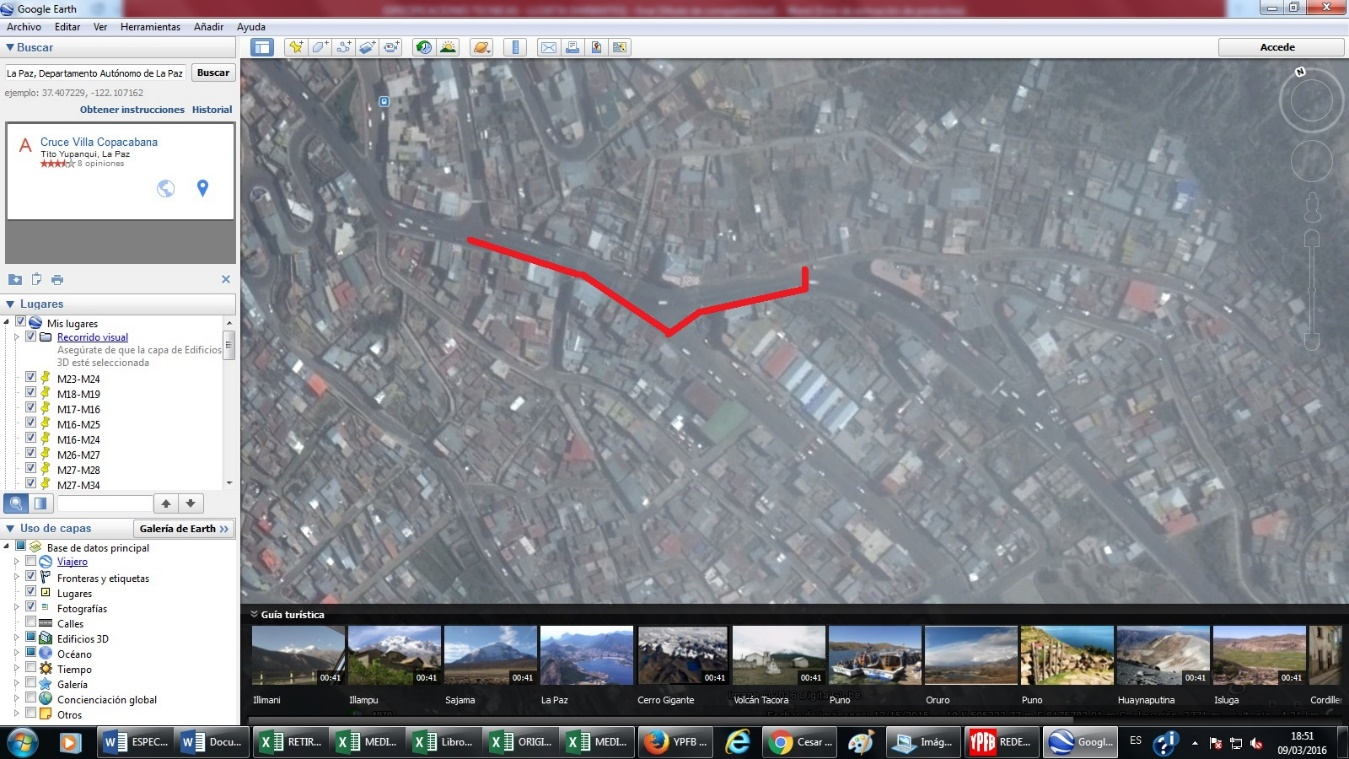 Google Earth
Archivo Editar Ver Herramientas Añadir Ayuda
Buscar
La Paz, Departamento Autónomo de La Paz Buscar
ejemplo: 37.407229, -122.107162
Obtener instrucciones Historial
A Cruce Villa Copacabana
Tito Yupanqui, La Paz
8 opiniones
Accede
N
Lugares
Mis lugares
Recorrido visual
Asegúrate de que la capa de Edificios
3D esté seleccionada
M23-M24
M18-M19
M17-M16
M16-M25
M16-M24
M26-M27
M27-M28
M27-M34
Uso de capas Galería de Earth >>
Base de datos principal
Viajero
Fronteras y etiquetas
Lugares
Fotografías
Calles
Edificios 3D
Océano
Tiempo
Galería
Concienciación global
Otros
Guía turística
00:41 00:41 00:41 00:41 00:41 00:41
Illimani Illampu Sajama La Paz Cerro Gigante Volcán Tacora Puno Oruro Puno Huaynaputina Isluga Cordille
ESPEC... Docu... RETIR... MEDI... Libro... ORIGI... MEDI... YPFB ... Cesar ... Imág... YPFB REDE... Googl... ES 18:51
09/03/2016